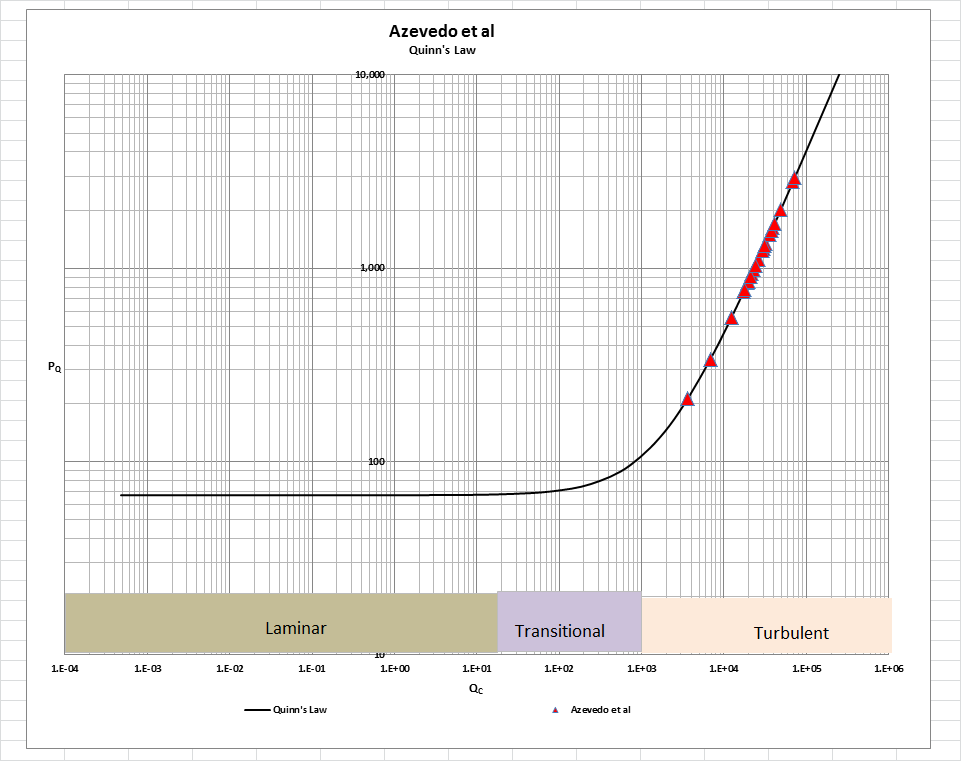 Azevedo et al
Quinn's Law
10,000
1,000
PQ
100
Laminar
Transitional
Turbulent
10
1.E-04 1.E-03 1.E-02 1.E-01 1.E+00 1.E+01 1.E+02 1.E+03 1.E+04 1.E+05 1.E+06
QC
Quinn's Law Azevedo et al